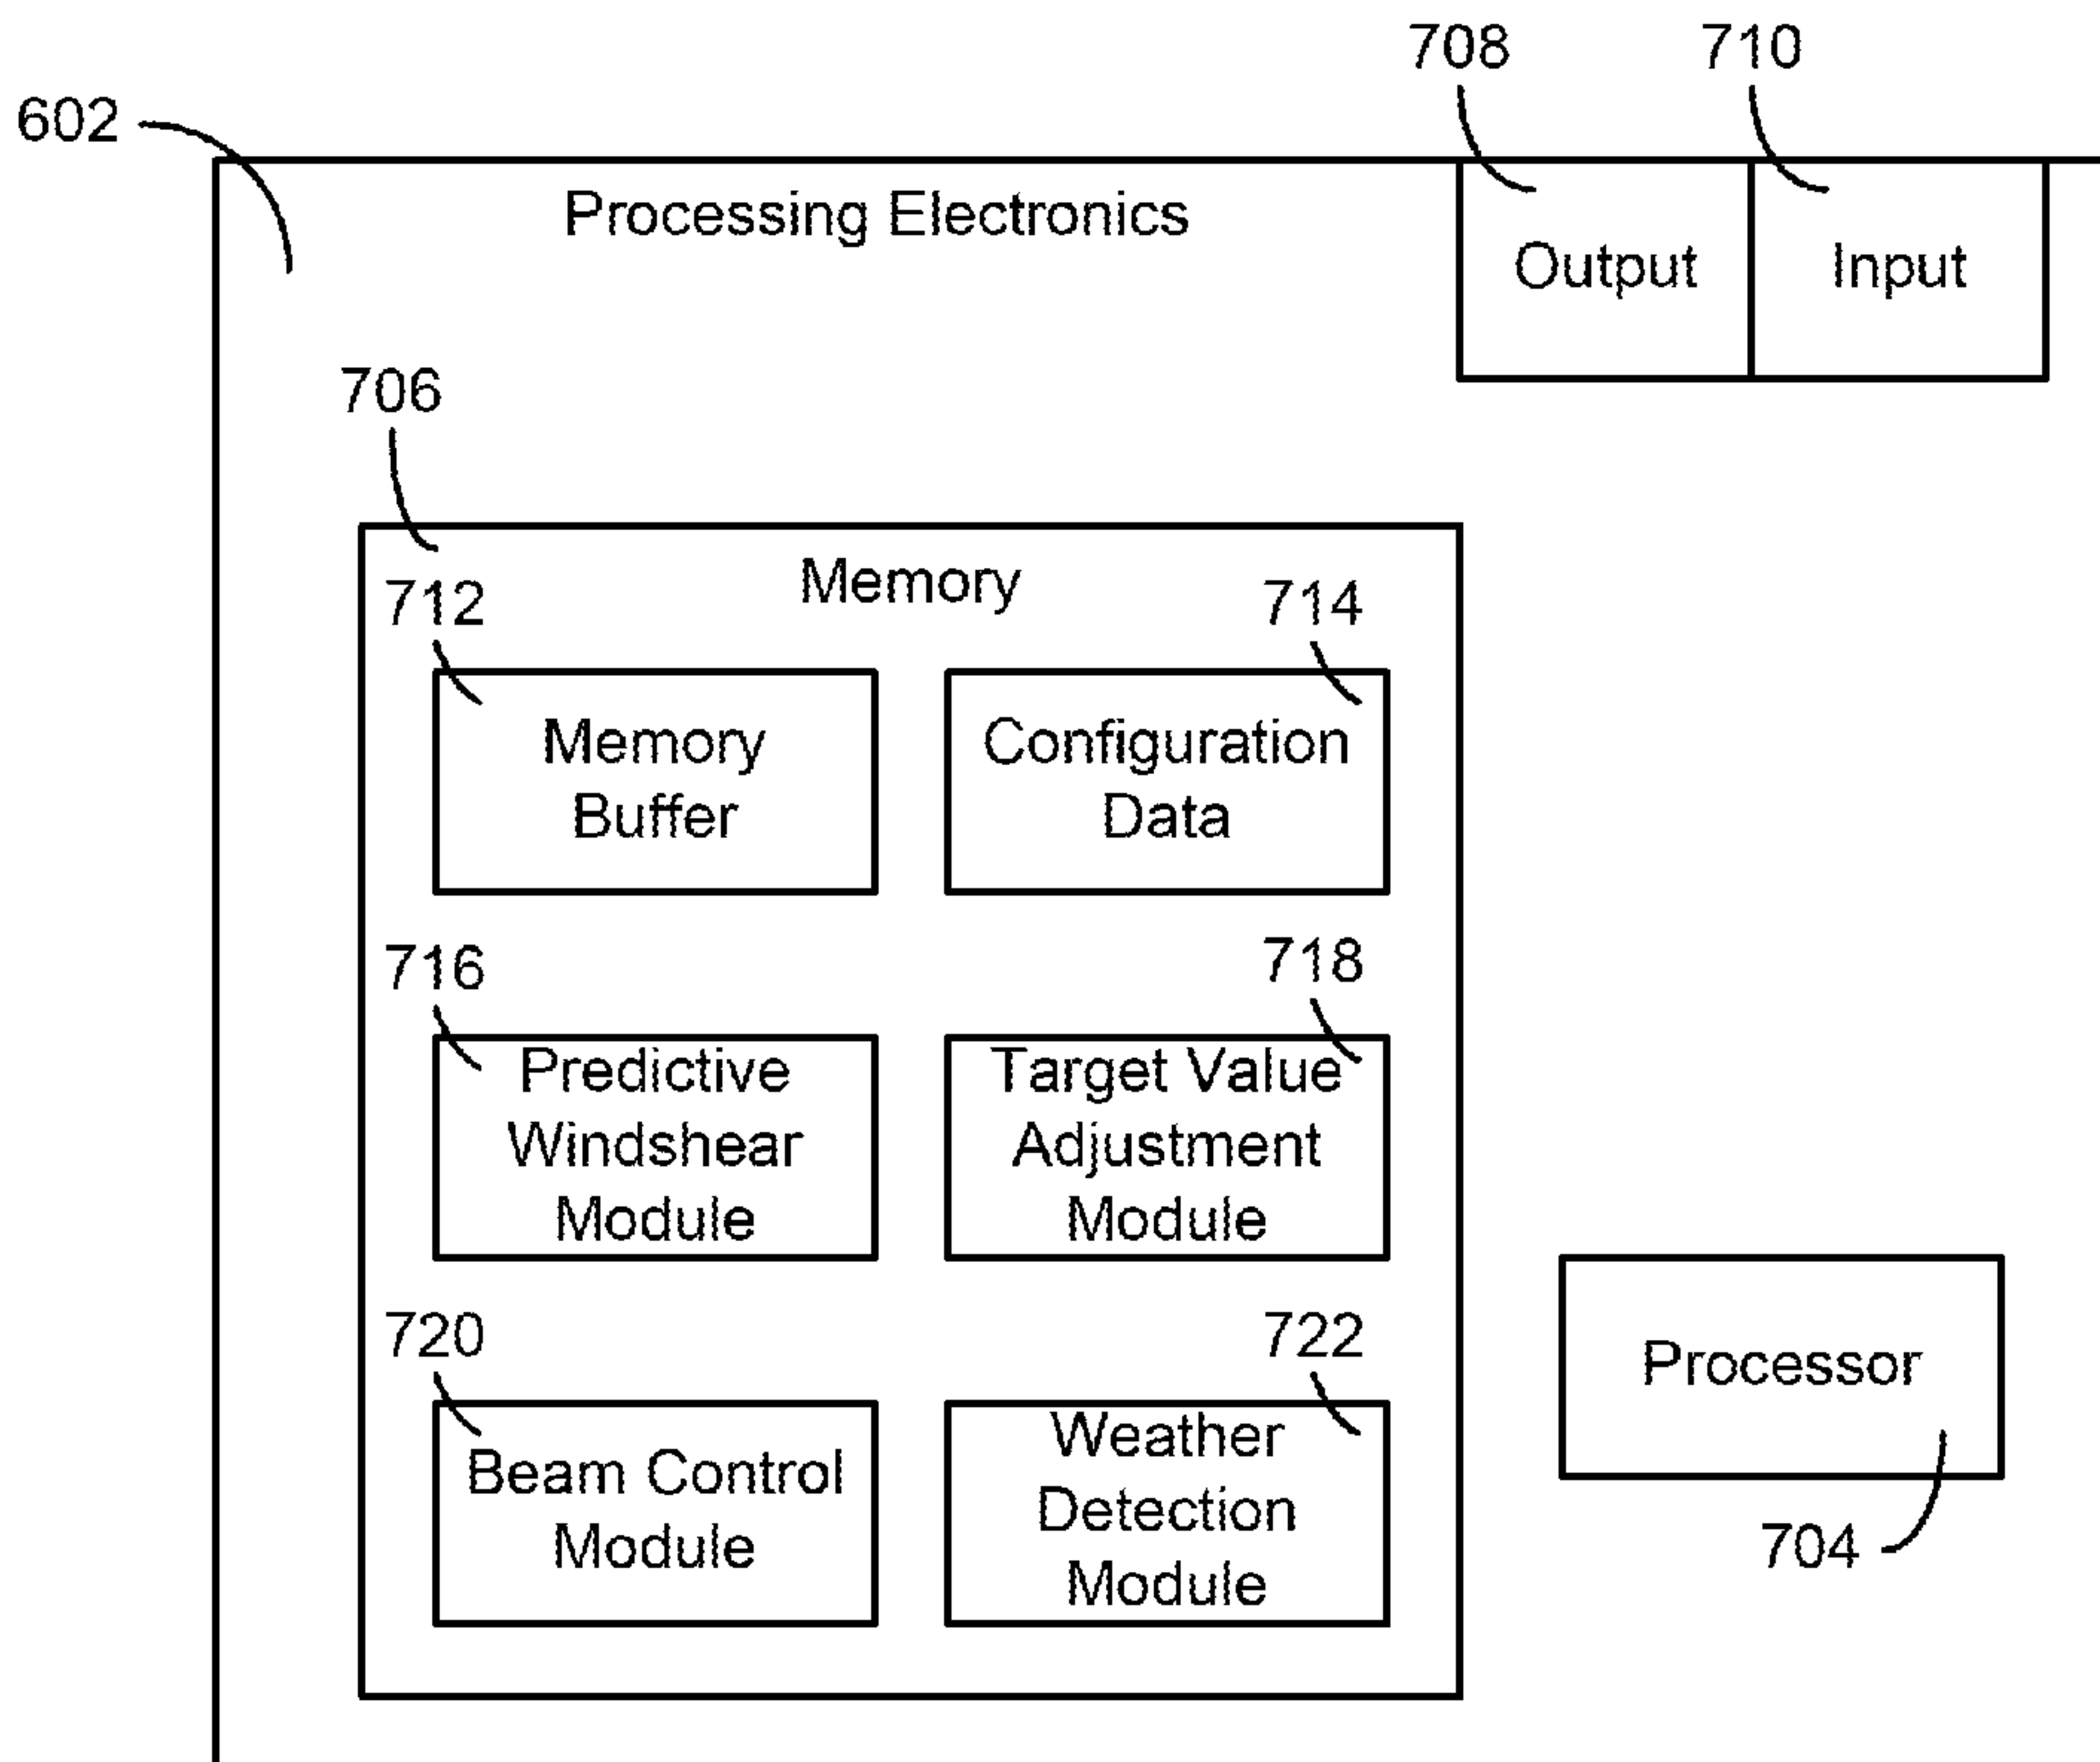 708
710
602
Processing Electronics
Output
Input
706
Memory
712
714
Memory
Buffer
Configuration
Data
716
718
Predictive
Windshear
Module
Target Value
Adjustment
Module
720
722
Beam Control
Module
Weather
Detection
Module
Processor
704